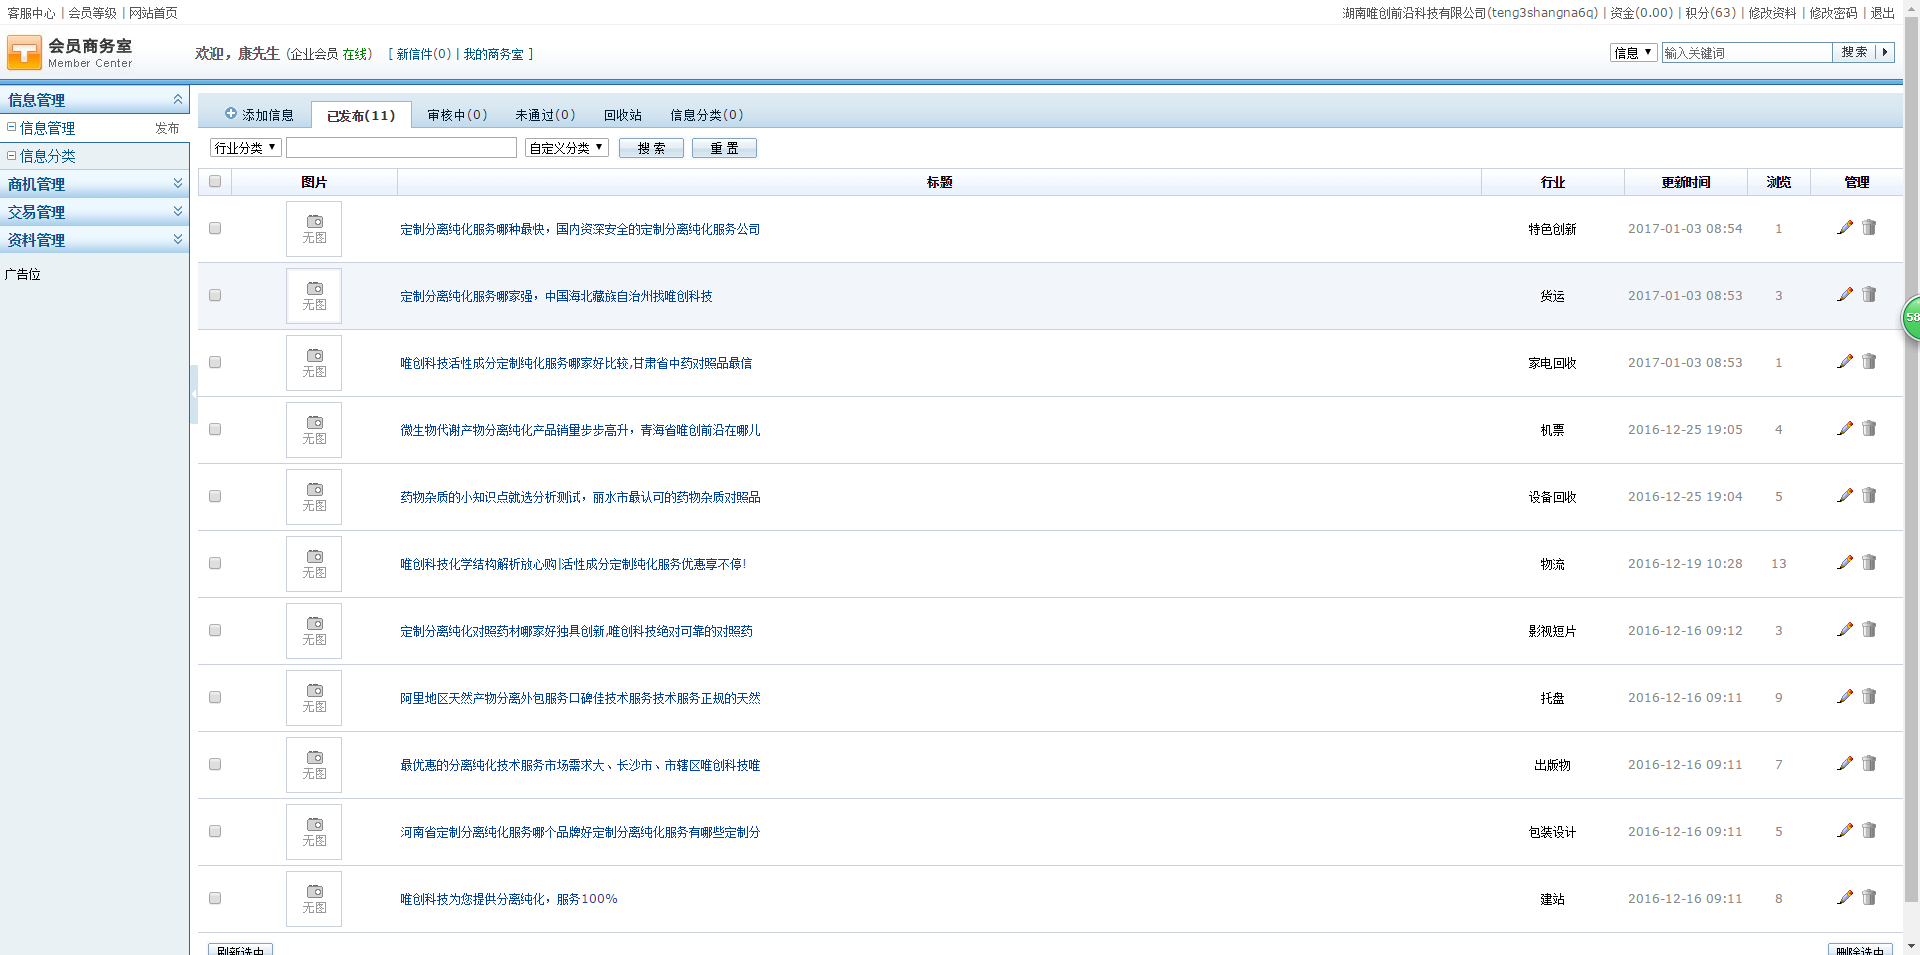 客服中心 | 会员等级 | 网站首页
湖南唯创前沿科技有限公司(teng3shangna6q) | 资金(0.00) | 积分(63) | 修改资料 | 修改密码 | 退出
会员商务室
Member Center
欢迎，康先生 (企业会员 在线) [ 新信件(0) | 我的商务室 ]
信息 输入关键词 搜 索
信息管理
信息管理 发布
信息分类
商机管理
交易管理
资料管理
广告位
添加信息 已发布(11) 审核中(0) 未通过(0) 回收站 信息分类(0)
行业分类 自定义分类 搜 索 重 置
图片 标题 行业 更新时间 浏览 管理
无图 定制分离纯化服务哪种最快，国内资深安全的定制分离纯化服务公司 特色创新 2017-01-03 08:54 1
无图 定制分离纯化服务哪家强，中国海北藏族自治州找唯创科技 货运 2017-01-03 08:53 3
无图 唯创科技活性成分定制纯化服务哪家好比较,甘肃省中药对照品最信 家电回收 2017-01-03 08:53 1
无图 微生物代谢产物分离纯化产品销量步步高升，青海省唯创前沿在哪儿 机票 2016-12-25 19:05 4
无图 药物杂质的小知识点就选分析测试，丽水市最认可的药物杂质对照品 设备回收 2016-12-25 19:04 5
无图 唯创科技化学结构解析放心购|活性成分定制纯化服务优惠享不停! 物流 2016-12-19 10:28 13
无图 定制分离纯化对照药材哪家好独具创新,唯创科技绝对可靠的对照药 影视短片 2016-12-16 09:12 3
无图 阿里地区天然产物分离外包服务口碑佳技术服务技术服务正规的天然 托盘 2016-12-16 09:11 9
无图 最优惠的分离纯化技术服务市场需求大、长沙市、市辖区唯创科技唯 出版物 2016-12-16 09:11 7
无图 河南省定制分离纯化服务哪个品牌好定制分离纯化服务有哪些定制分 包装设计 2016-12-16 09:11 5
无图 唯创科技为您提供分离纯化，服务100% 建站 2016-12-16 09:11 8
刷新选中 删除选中
58